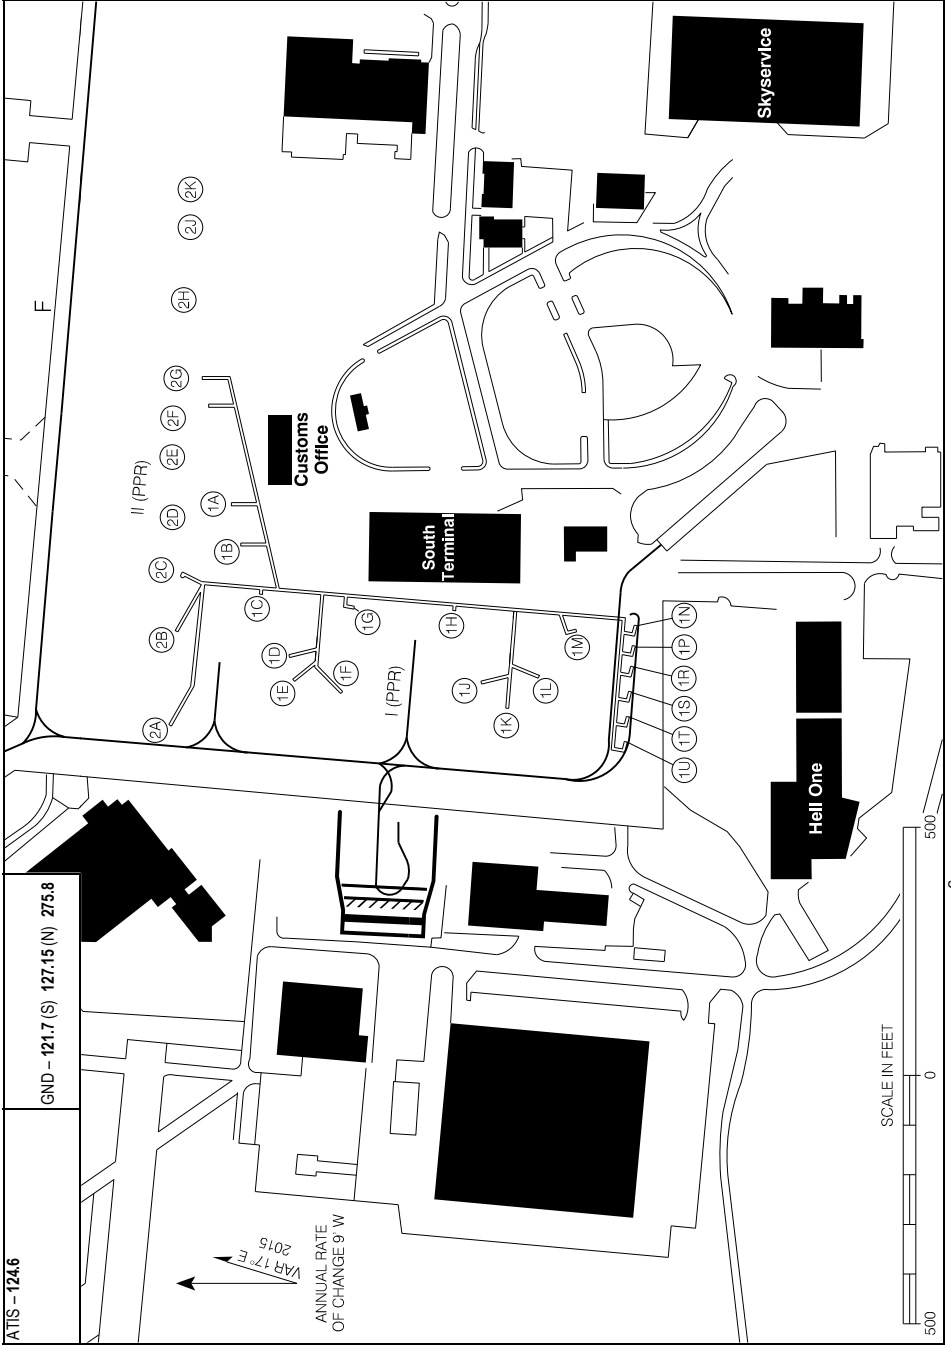 ATIS – 124.6
GND – 121.7 (S) 127.15 (N) 275.8
F
2K
2J
2H
2G
2F
2E
2D
2C
2B
2A
II (PPR)
1A
1B
1C
1D
1E
1F
1G
1H
I (PPR)
1J
1K
1L
1M
1N
1P
1R
1S
1T
1U
Skyservice
Customs
Office
South
Terminal
Heli One
VAR 17° E
2015
ANNUAL RATE
OF CHANGE 9' W
SCALE IN FEET
500
0
500